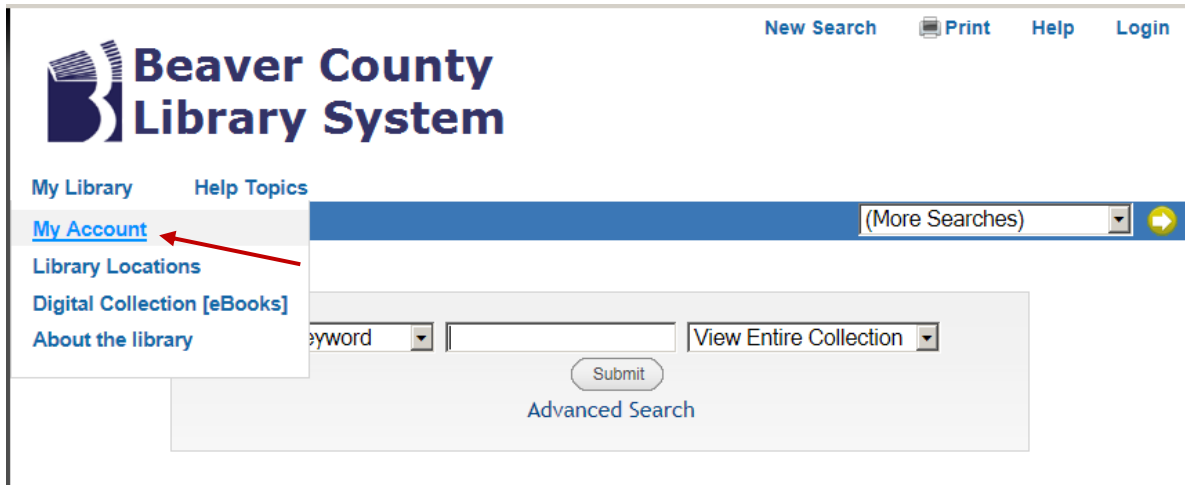 New Search Print Help Login
Beaver County
Library System
My Library Help Topics
My Account
(More Searches)
Library Locations
Digital Collection [eBooks]
About the library
eyword View Entire Collection
Submit
Advanced Search